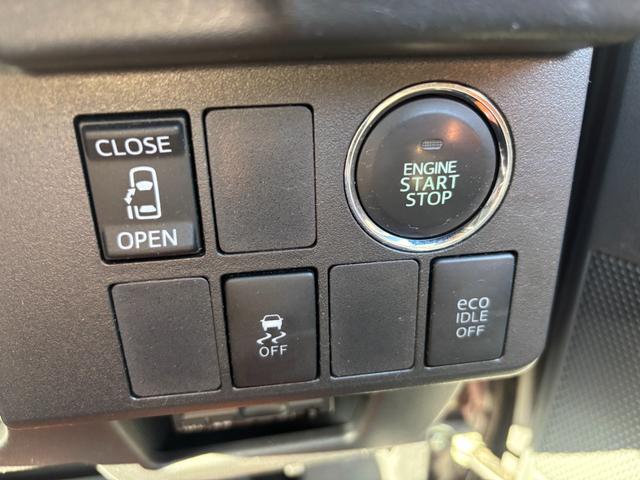 CLOSE
OPEN
ENGINE
START
STOP
OFF
eco
IDLE
OFF